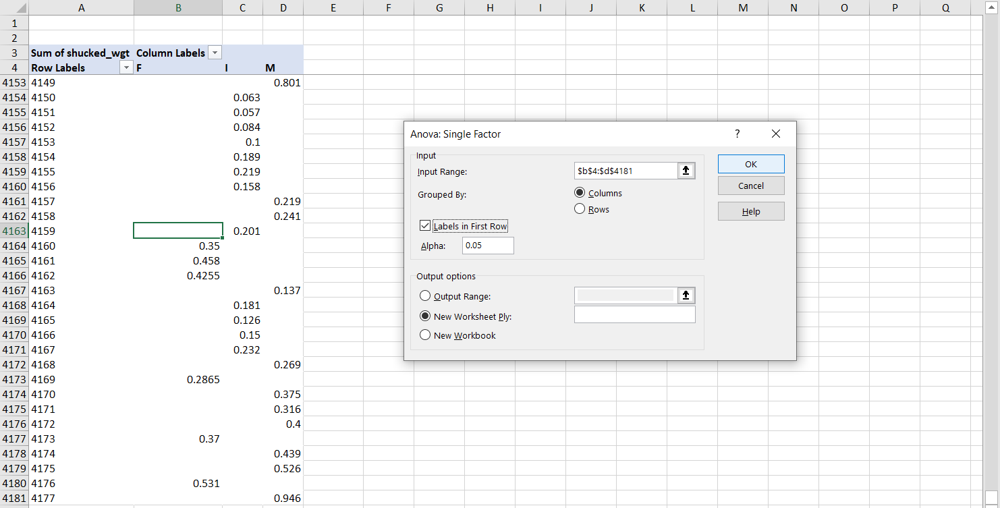 A B C D E F G H I J K L M N O P Q
1
2
3 Sum of shucked_wgt Column Labels
4 Row Labels F I M
4153 4149 0.801
4154 4150 0.063
4155 4151 0.057
4156 4152 0.084
4157 4153 0.1
4158 4154 0.189
4159 4155 0.219
4160 4156 0.158
4161 4157 0.219
4162 4158 0.241
4163 4159 0.201
4164 4160 0.35
4165 4161 0.458
4166 4162 0.4255
4167 4163 0.137
4168 4164 0.181
4169 4165 0.126
4170 4166 0.15
4171 4167 0.232
4172 4168 0.269
4173 4169 0.2865
4174 4170 0.375
4175 4171 0.316
4176 4172 0.4
4177 4173 0.37
4178 4174 0.439
4179 4175 0.526
4180 4176 0.531
4181 4177 0.946
Anova: Single Factor ?
Input
Input Range: $b$4:$d$4181
Grouped By: Columns
Rows
Labels in First Row
Alpha: 0.05
OK
Cancel
Help
Output options
Output Range:
New Worksheet Ply:
New Workbook